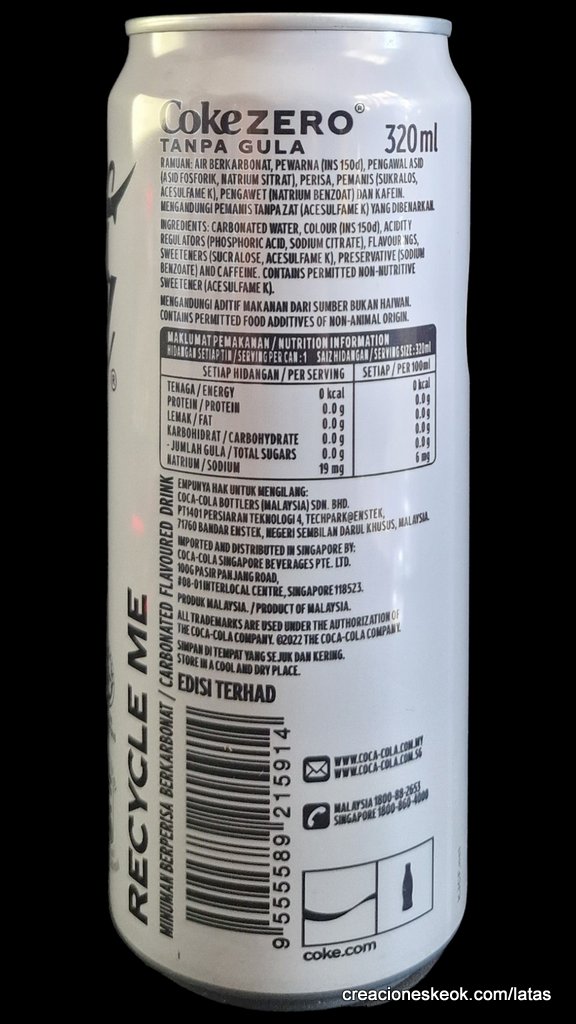 Coke ZERO®
TANPA GULA 320ml
RAMUAN: AIR BERKARBONAT, PEWARNA (INS 150d), PENGAWAL ASID
(ASID FOSFORIK, NATRIUM SITRAT), PERISA, PEMANIS (SUKRALOS,
ACESULFAME K), PENGAWET (NATRIUM BENZOAT) DAN KAFEIN.
MENGANDUNGI PEMANIS TANPA ZAT (ACESULFAME K) YANG DIBENARKAN.
INGREDIENTS: CARBONATED WATER, COLOUR (INS 150d), ACIDITY
REGULATORS (PHOSPHORIC ACID, SODIUM CITRATE), FLAVOURINGS,
SWEETENERS (SUCRALOSE, ACESULFAME K), PRESERVATIVE (SODIUM
BENZOATE) AND CAFFEINE. CONTAINS PERMITTED NON-NUTRITIVE
SWEETENER (ACESULFAME K).
MENGANDUNGI ADITIF MAKANAN DARI SUMBER BUKAN HAIWAN.
CONTAINS PERMITTED FOOD ADDITIVES OF NON-ANIMAL ORIGIN.
MAKLUMAT PEMAKANAN / NUTRITION INFORMATION
HIDANGAN SETIAP TIN / SERVING PER CAN : 1 SAIZ HIDANGAN / SERVING SIZE : 320ml
SETIAP HIDANGAN / PER SERVING SETIAP / PER 100ml
TENAGA / ENERGY 0 kcal 0 kcal
PROTEIN / PROTEIN 0.0 g 0.0 g
LEMAK / FAT 0.0 g 0.0 g
KARBOHIDRAT / CARBOHYDRATE 0.0 g 0.0 g
- JUMLAH GULA / TOTAL SUGARS 0.0 g 0.0 g
NATRIUM / SODIUM 19 mg 6 mg
EMPUNYA HAK UNTUK MENGILANG:
COCA-COLA BOTTLERS (MALAYSIA) SDN. BHD.
PT1401 PERSIARAN TEKNOLOGI 4, TECHPARK@ENSTEK,
71760 BANDAR ENSTEK, NEGERI SEMBILAN DARUL KHUSUS, MALAYSIA.
IMPORTED AND DISTRIBUTED IN SINGAPORE BY:
COCA-COLA SINGAPORE BEVERAGES PTE. LTD.
100G PASIR PANJANG ROAD,
#08-01 INTERLOCAL CENTRE, SINGAPORE 118523.
PRODUK MALAYSIA. / PRODUCT OF MALAYSIA.
ALL TRADEMARKS ARE USED UNDER THE AUTHORIZATION OF
THE COCA-COLA COMPANY. ©2022 THE COCA-COLA COMPANY.
SIMPAN DI TEMPAT YANG SEJUK DAN KERING.
STORE IN A COOL AND DRY PLACE.
EDISI TERHAD
RECYCLE ME
MINUMAN BERPERISA BERKARBONAT / CARBONATED FLAVOURED DRINK
9 555589 215914
WWW.COCA-COLA.COM.MY
WWW.COCA-COLA.COM.SG
MALAYSIA 1800-88-2653
SINGAPORE 1800-860-4000
coke.com
creacioneskeok.com/latas